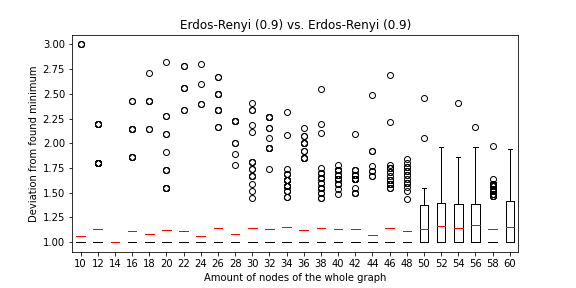 Erdos-Renyi (0.9) vs. Erdos-Renyi (0.9)
Deviation from found minimum
3.00
2.75
2.50
2.25
2.00
1.75
1.50
1.25
1.00
10 12 14 16 18 20 22 24 26 28 30 32 34 36 38 40 42 44 46 48 50 52 54 56 58 60
Amount of nodes of the whole graph